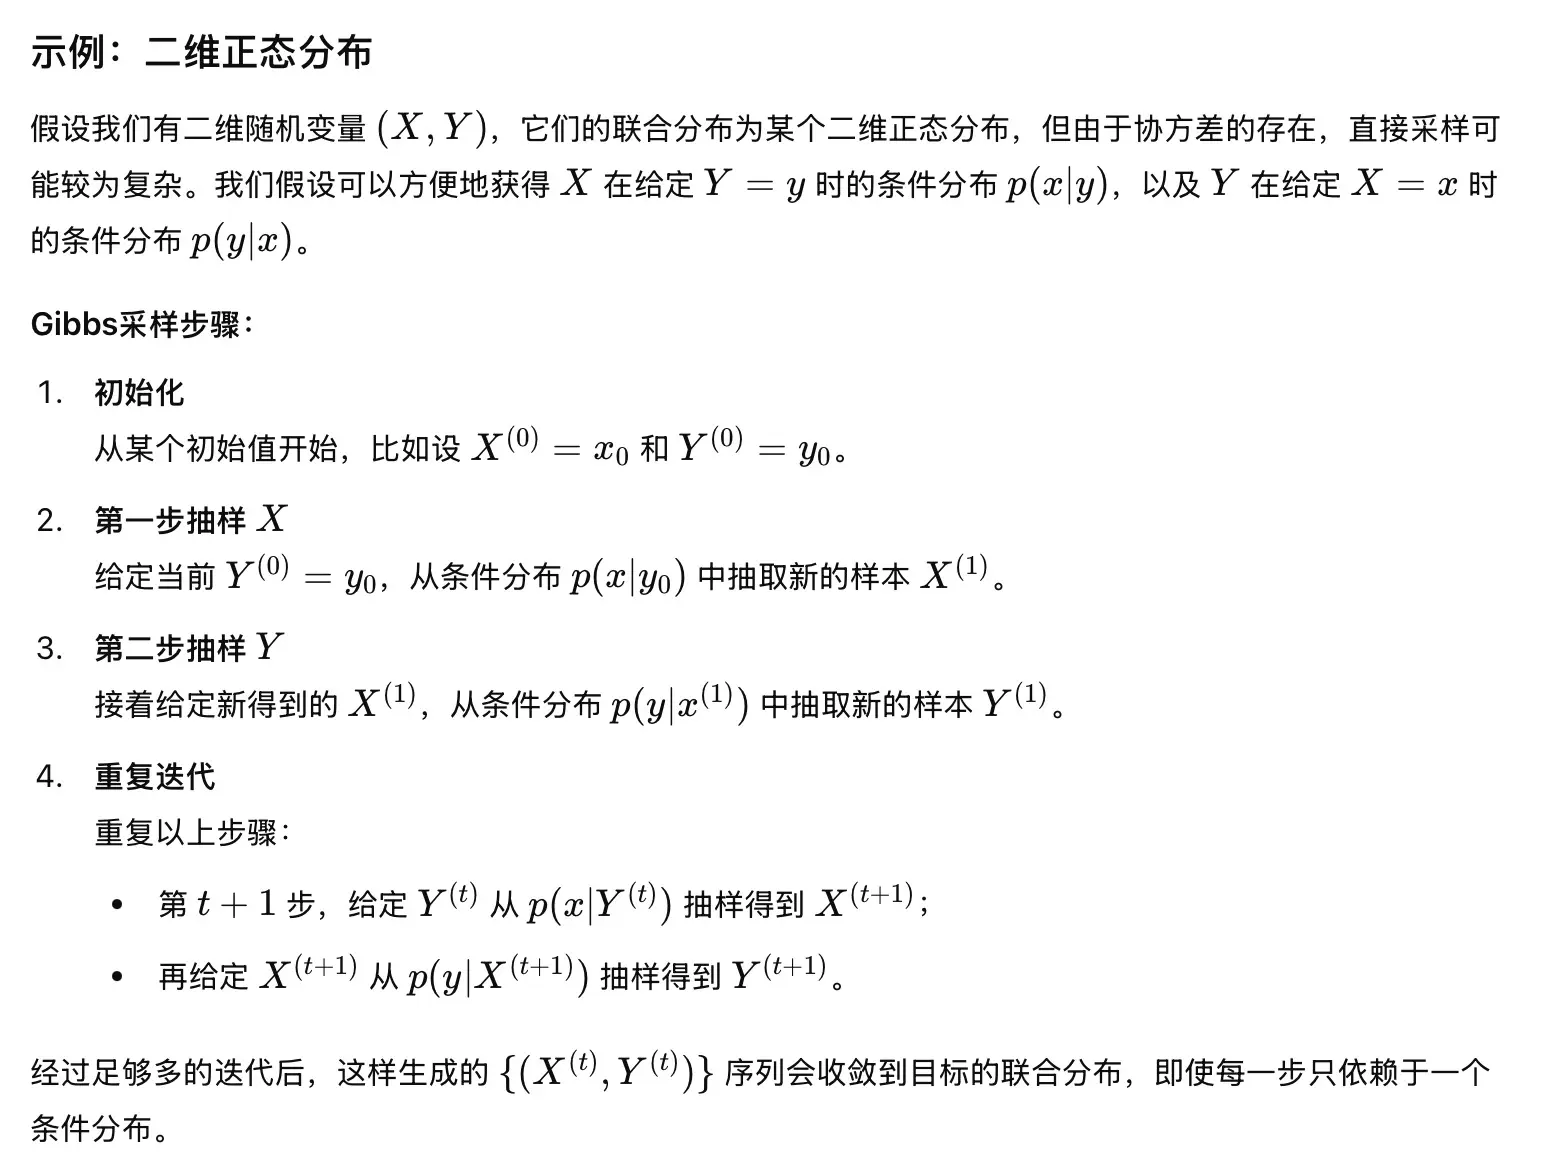 示例：二维正态分布
假设我们有二维随机变量 (X, Y)，它们的联合分布为某个二维正态分布，但由于协方差的存在，直接采样可
能较为复杂。我们假设可以方便地获得 X 在给定 Y = y 时的条件分布 p(x|y)，以及 Y 在给定 X = x 时
的条件分布 p(y|x)。
Gibbs采样步骤：
1. 初始化
从某个初始值开始，比如设 X^{(0)} = x_0 和 Y^{(0)} = y_0。
2. 第一步抽样 X
给定当前 Y^{(0)} = y_0，从条件分布 p(x|y_0) 中抽取新的样本 X^{(1)}。
3. 第二步抽样 Y
接着给定新得到的 X^{(1)}，从条件分布 p(y|x^{(1)}) 中抽取新的样本 Y^{(1)}。
4. 重复迭代
重复以上步骤：
• 第 t + 1 步，给定 Y^{(t)} 从 p(x|Y^{(t)}) 抽样得到 X^{(t+1)}；
• 再给定 X^{(t+1)} 从 p(y|X^{(t+1)}) 抽样得到 Y^{(t+1)}。
经过足够多的迭代后，这样生成的 {(X^{(t)}, Y^{(t)})} 序列会收敛到目标的联合分布，即使每一步只依赖于一个
条件分布。